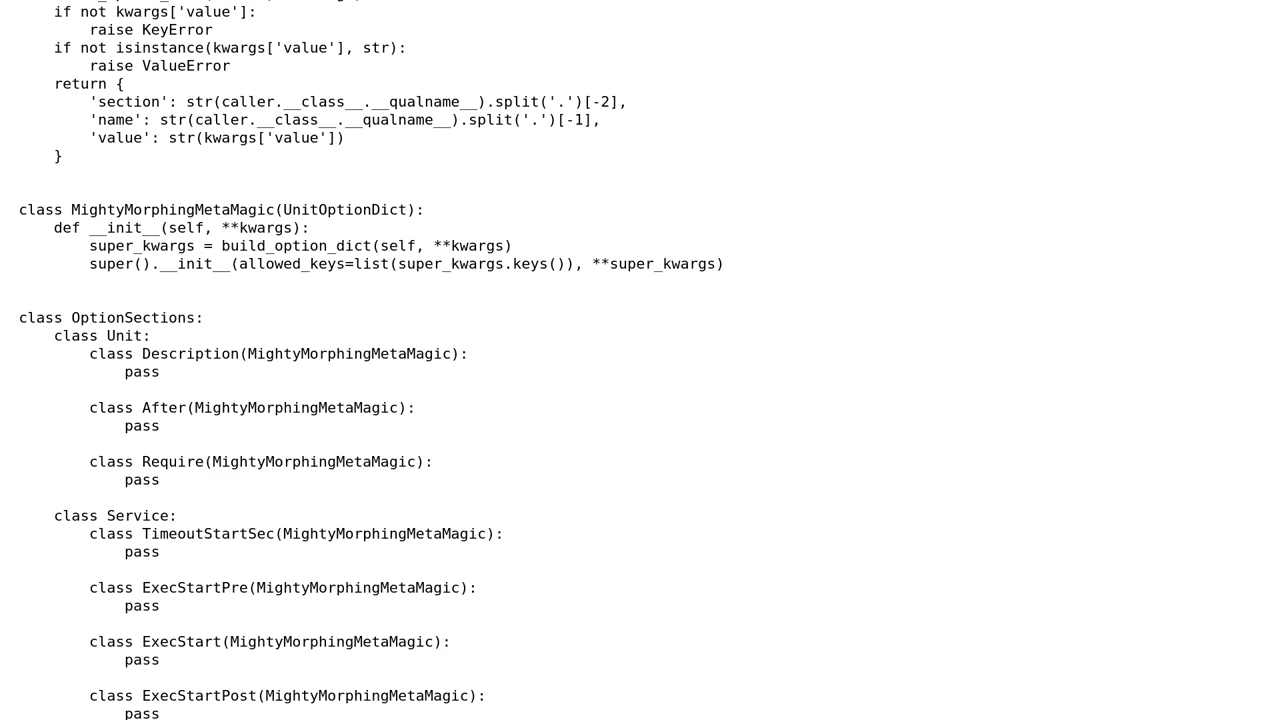 if not kwargs['value']:
        raise KeyError
    if not isinstance(kwargs['value'], str):
        raise ValueError
    return {
        'section': str(caller.__class__.__qualname__).split('.')[-2],
        'name': str(caller.__class__.__qualname__).split('.')[-1],
        'value': str(kwargs['value'])
    }


class MightyMorphingMetaMagic(UnitOptionDict):
    def __init__(self, **kwargs):
        super_kwargs = build_option_dict(self, **kwargs)
        super().__init__(allowed_keys=list(super_kwargs.keys()), **super_kwargs)


class OptionSections:
    class Unit:
        class Description(MightyMorphingMetaMagic):
            pass

        class After(MightyMorphingMetaMagic):
            pass

        class Require(MightyMorphingMetaMagic):
            pass

    class Service:
        class TimeoutStartSec(MightyMorphingMetaMagic):
            pass

        class ExecStartPre(MightyMorphingMetaMagic):
            pass

        class ExecStart(MightyMorphingMetaMagic):
            pass

        class ExecStartPost(MightyMorphingMetaMagic):
            pass